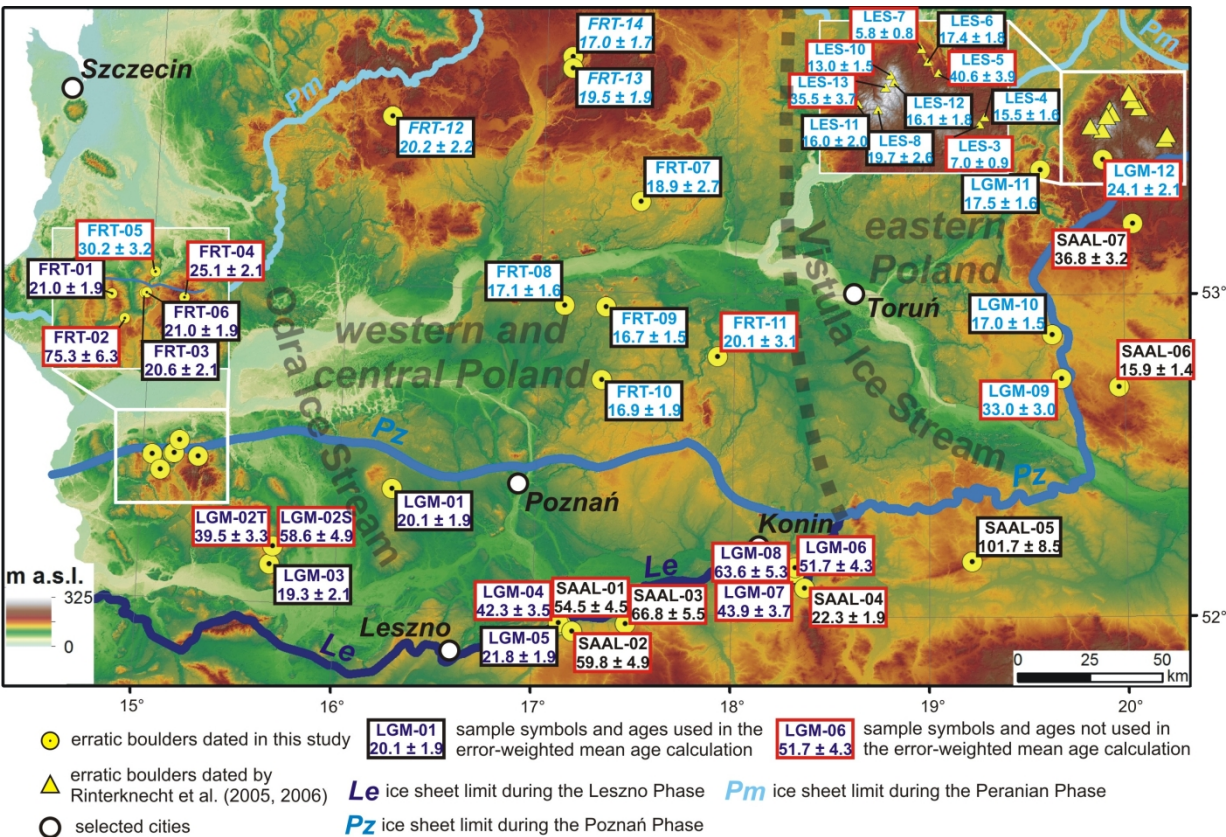 FRT-14
17.0 ± 1.7
FRT-13
19.5 ± 1.9
Szczecin
Pm
FRT-12
20.2 ± 2.2
FRT-07
18.9 ± 2.7
LES-7
5.8 ± 0.8
LES-6
17.4 ± 1.8
LES-10
13.0 ± 1.5
LES-5
40.6 ± 3.9
LES-13
35.5 ± 3.7
LES-12
16.1 ± 1.8
LES-4
15.5 ± 1.6
LES-11
16.0 ± 2.0
LES-8
19.7 ± 2.6
LES-3
7.0 ± 0.9
Pm
LGM-11
17.5 ± 1.6
LGM-12
24.1 ± 2.1
SAAL-07
36.8 ± 3.2
eastern
Poland
FRT-05
30.2 ± 3.2
FRT-01
21.0 ± 1.9
FRT-04
25.1 ± 2.1
FRT-02
75.3 ± 6.3
FRT-06
21.0 ± 1.9
FRT-03
20.6 ± 2.1
Odra Ice Stream
western and
central Poland
FRT-08
17.1 ± 1.6
FRT-09
16.7 ± 1.5
FRT-11
20.1 ± 3.1
FRT-10
16.9 ± 1.9
Vistula Ice Stream
Toruń
53°
LGM-10
17.0 ± 1.5
SAAL-06
15.9 ± 1.4
LGM-09
33.0 ± 3.0
Pz
LGM-01
20.1 ± 1.9
Poznań
Pz
LGM-02T
39.5 ± 3.3
LGM-02S
58.6 ± 4.9
LGM-03
19.3 ± 2.1
Konin
LGM-08
63.6 ± 5.3
LGM-06
51.7 ± 4.3
LGM-07
43.9 ± 3.7
SAAL-04
22.3 ± 1.9
SAAL-05
101.7 ± 8.5
Le
LGM-04
42.3 ± 3.5
SAAL-01
54.5 ± 4.5
SAAL-03
66.8 ± 5.5
LGM-05
21.8 ± 1.9
SAAL-02
59.8 ± 4.9
Leszno
Le
52°
m a.s.l.
325
0
0 25 50
km
15° 16° 17° 18° 19° 20°
erratic boulders dated in this study
LGM-01
20.1 ± 1.9
sample symbols and ages used in the
error-weighted mean age calculation
LGM-06
51.7 ± 4.3
sample symbols and ages not used in
the error-weighted mean age calculation
erratic boulders dated by
Rinterknecht et al. (2005, 2006)
Le ice sheet limit during the Leszno Phase
Pm ice sheet limit during the Peranian Phase
selected cities
Pz ice sheet limit during the Poznań Phase